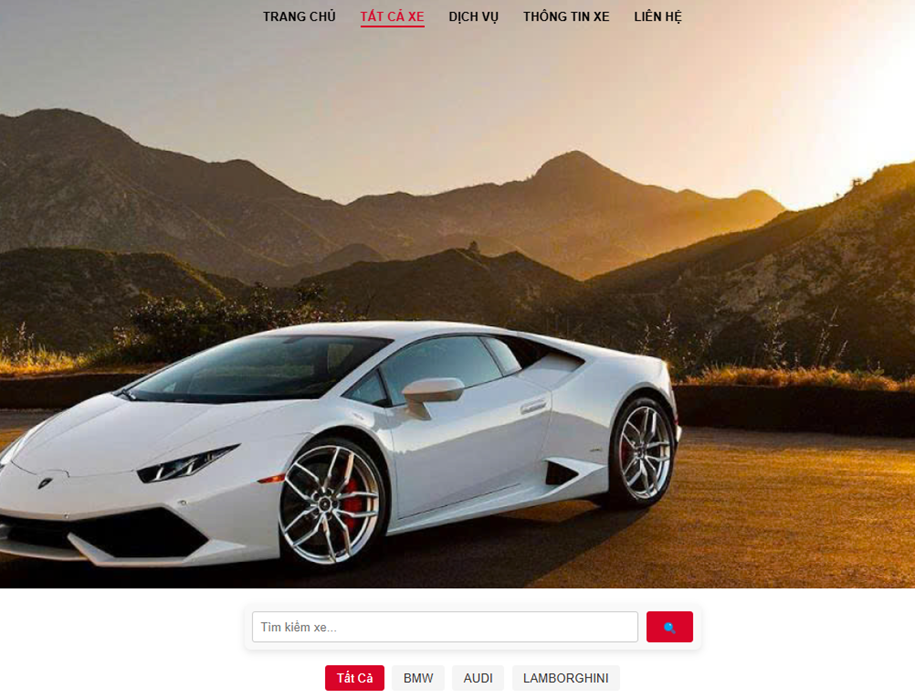 TRANG CHỦ TẤT CẢ XE DỊCH VỤ THÔNG TIN XE LIÊN HỆ
Tìm kiếm xe...
Tất Cả BMW AUDI LAMBORGHINI